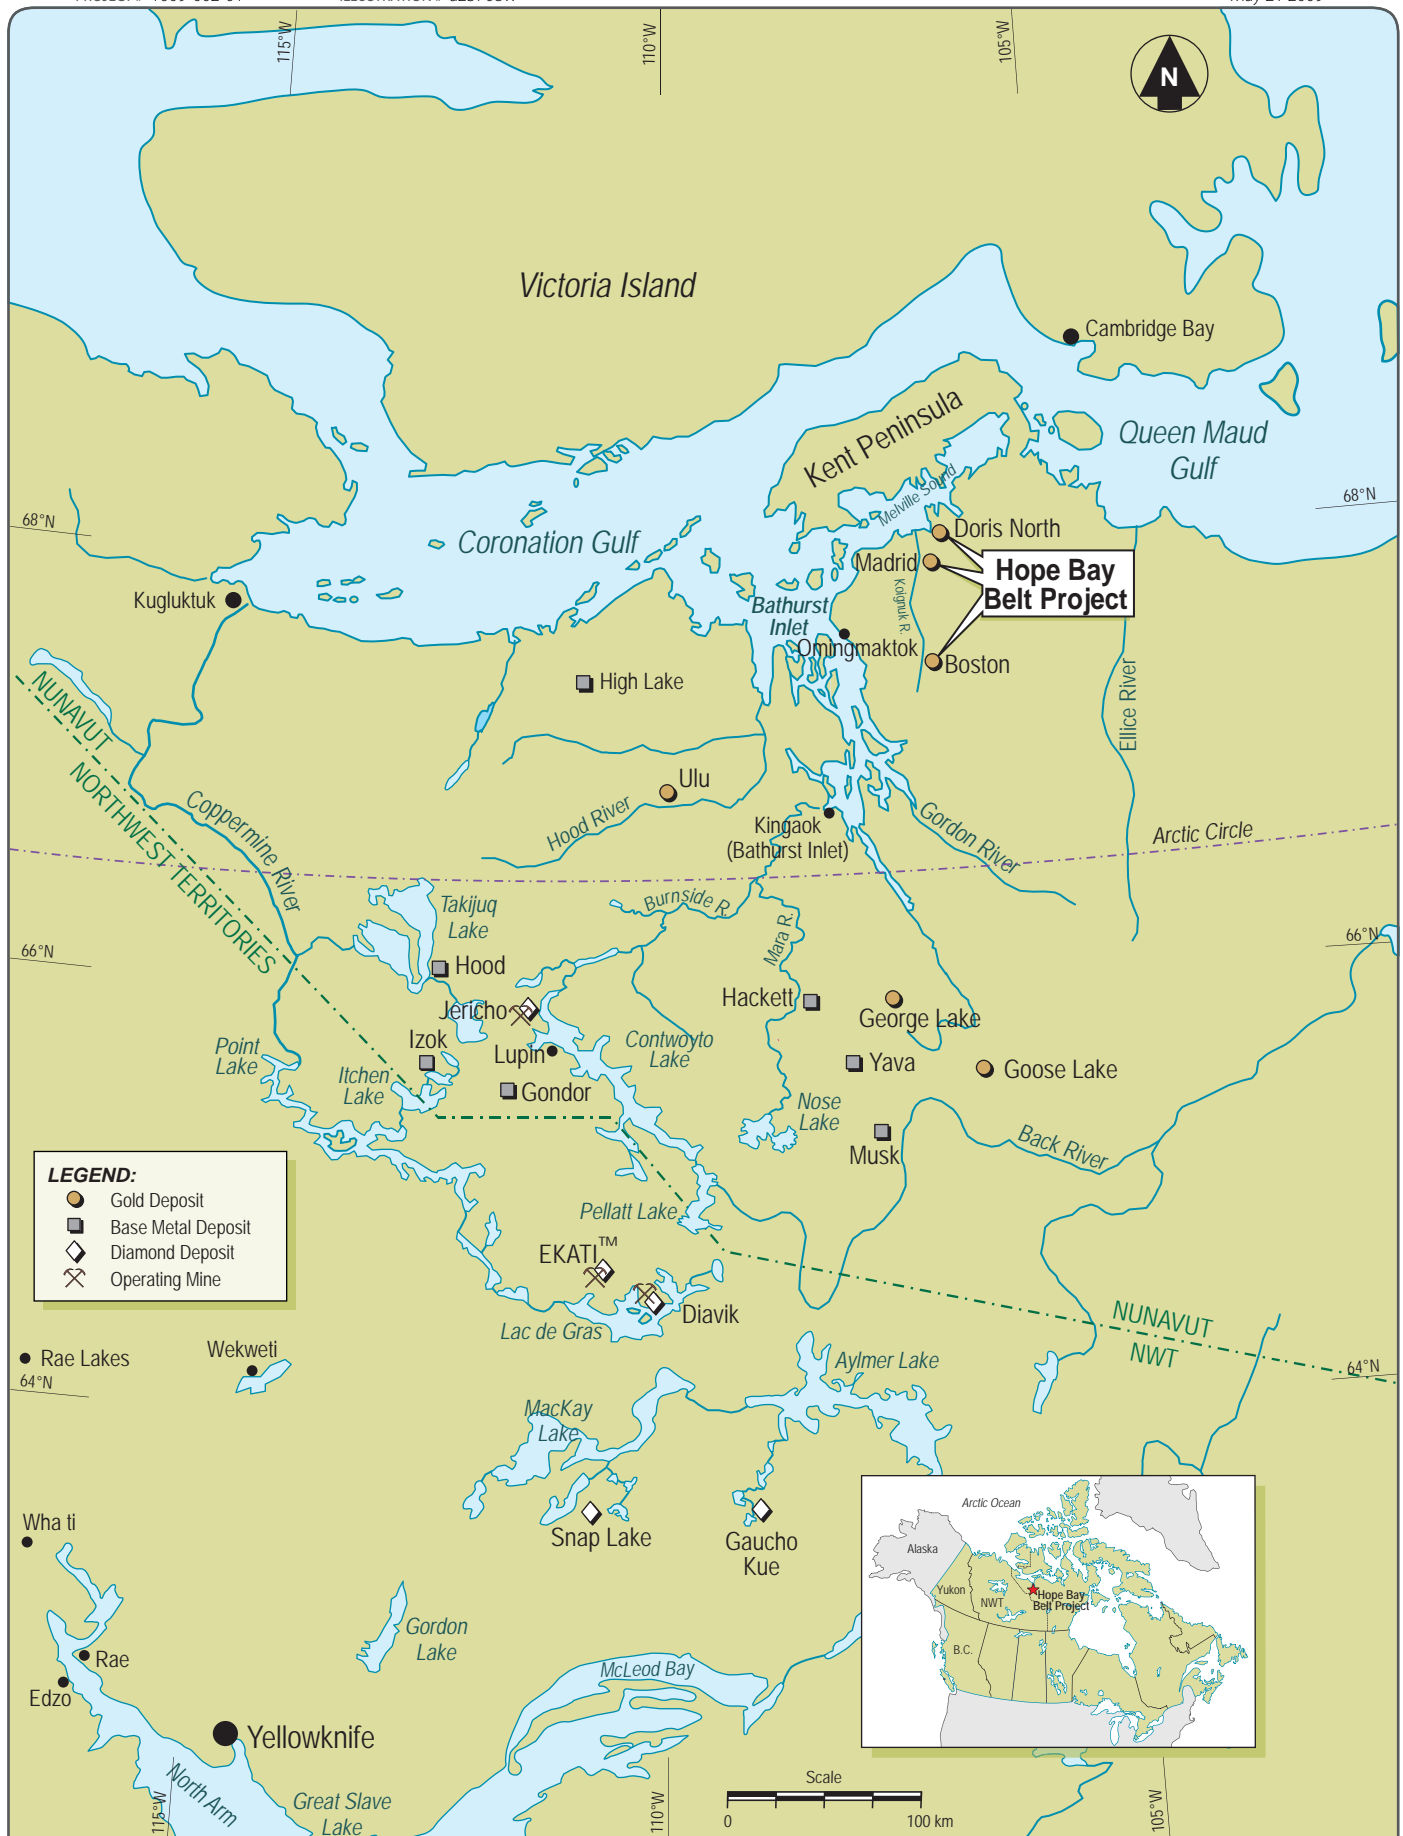 115°W
110°W
105°W
N
Victoria Island
Cambridge Bay
Kent Peninsula
Queen Maud
Gulf
Melville Sound
68°N
68°N
Doris North
Coronation Gulf
Madrid
Hope Bay
Belt Project
Koignuk R.
Kugluktuk
Bathurst
Inlet
Omingmaktok
Boston
High Lake
Ellice River
NUNAVUT
NORTHWEST TERRITORIES
Ulu
Coppermine River
Hood River
Kingaok
(Bathurst Inlet)
Gordon River
Arctic Circle
Takijuq
Lake
Burnside R.
Mara R.
66°N
66°N
Hood
Hackett
George Lake
Jericho
Izok
Lupin
Contwoyto
Lake
Point
Lake
Itchen
Lake
Gondor
Yava
Goose Lake
Nose
Lake
Musk
Back River
LEGEND:
Gold Deposit
Base Metal Deposit
Diamond Deposit
Operating Mine
Pellatt Lake
EKATI™
Diavik
Lac de Gras
NUNAVUT
NWT
Rae Lakes
Wekweti
Aylmer Lake
64°N
64°N
MacKay
Lake
Snap Lake
Gaucho
Kue
Wha ti
Arctic Ocean
Alaska
Yukon
NWT
Hope Bay
Belt Project
B.C.
Gordon
Lake
Rae
Edzo
McLeod Bay
Yellowknife
North Arm
Great Slave
Lake
115°W
110°W
105°W
Scale
0
100 km